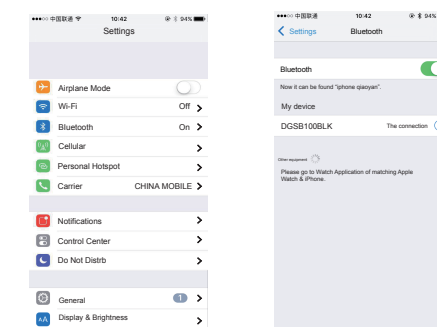 中国联通 10:42 94%
Settings
Airplane Mode
Wi-Fi Off
Bluetooth On
Cellular
Personal Hotspot
Carrier CHINA MOBILE
Notifications
Control Center
Do Not Distrb
General 1
AA Display & Brightness
中国联通 10:42 94%
Settings Bluetooth
Bluetooth
Now it can be found "iphone qiaoyan".
My device
DGSB100BLK The connection
Other equipment
Please go to Watch Application of matching Apple
Watch & iPhone.